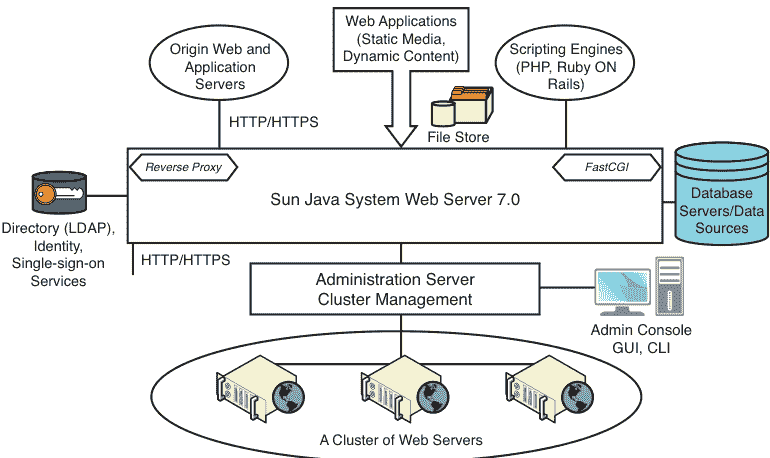 Web Applications
(Static Media,
Dynamic Content)
Origin Web and
Application
Servers
Scripting Engines
(PHP, Ruby ON
Rails)
HTTP/HTTPS
File Store
Reverse Proxy
FastCGI
Sun Java System Web Server 7.0
Database
Servers/Data
Sources
Directory (LDAP),
Identity,
Single-sign-on
Services
HTTP/HTTPS
Administration Server
Cluster Management
Admin Console
GUI, CLI
A Cluster of Web Servers